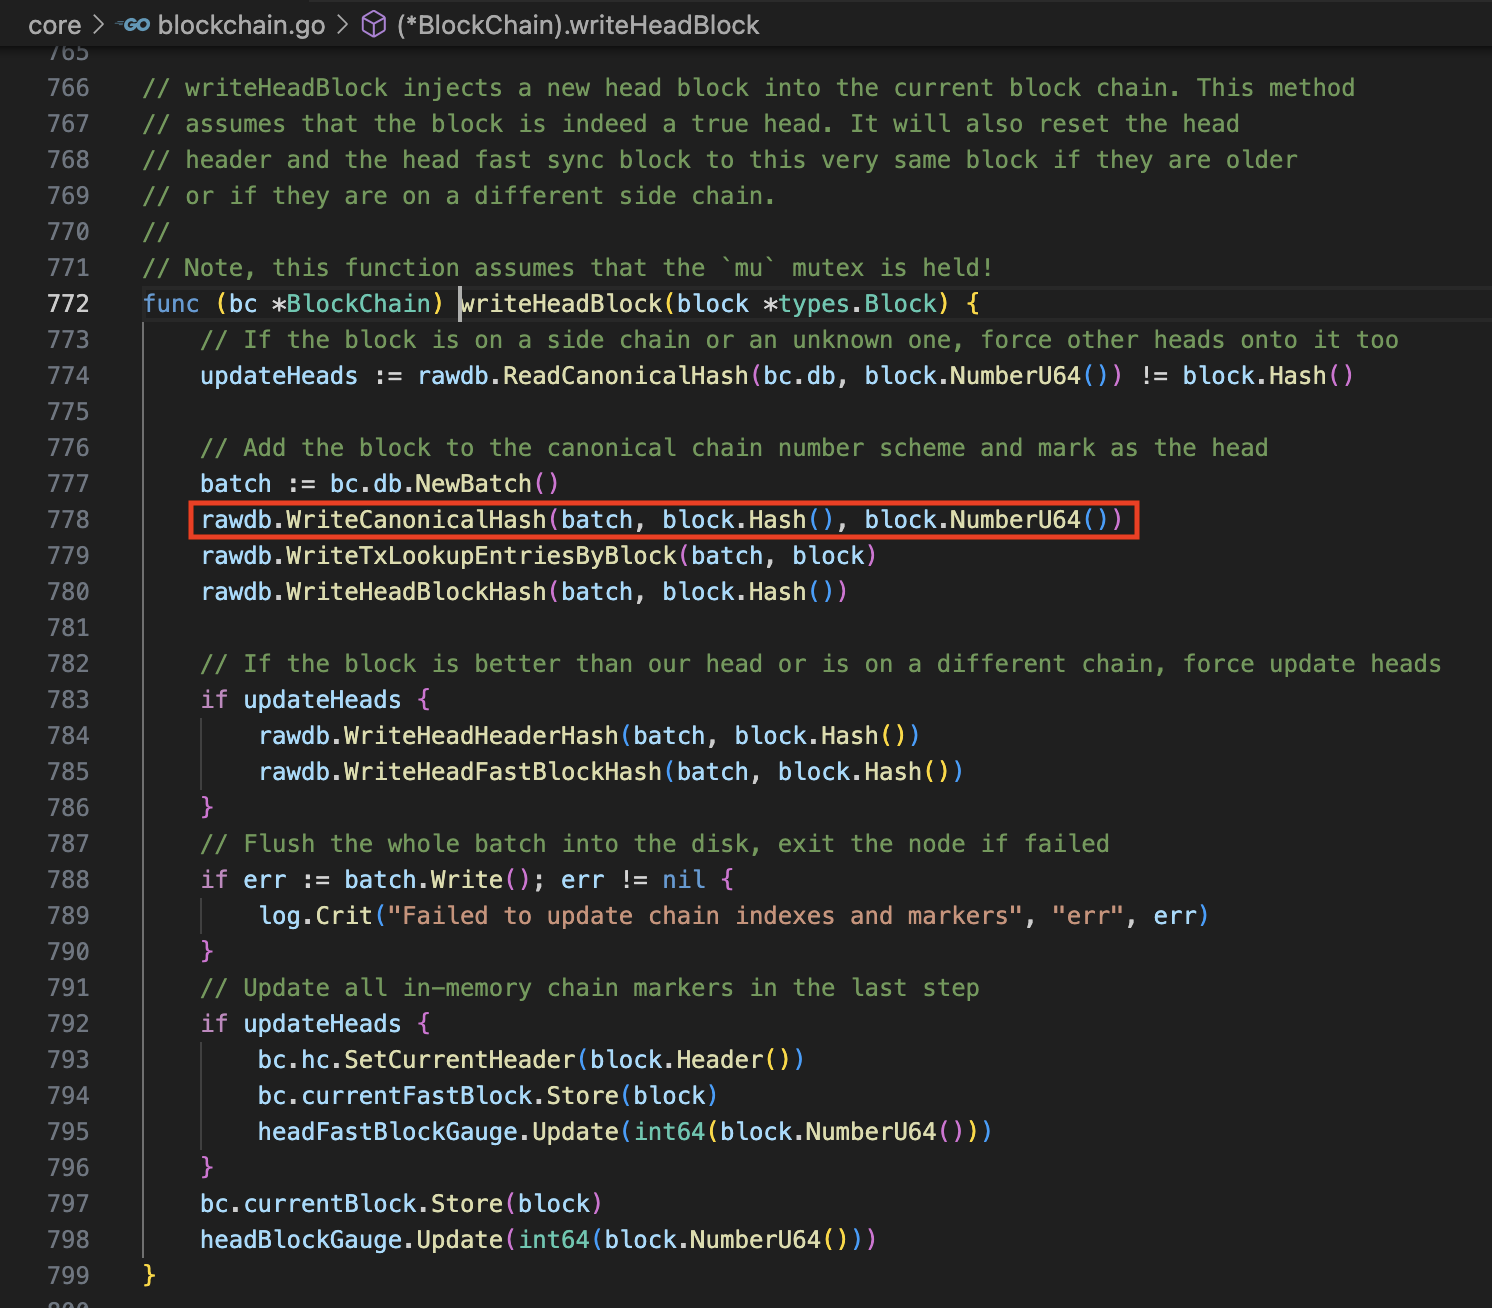 core > GO blockchain.go > (*BlockChain).writeHeadBlock
765
766 // writeHeadBlock injects a new head block into the current block chain. This method
767 // assumes that the block is indeed a true head. It will also reset the head
768 // header and the head fast sync block to this very same block if they are older
769 // or if they are on a different side chain.
770 //
771 // Note, this function assumes that the `mu` mutex is held!
772 func (bc *BlockChain) writeHeadBlock(block *types.Block) {
773     // If the block is on a side chain or an unknown one, force other heads onto it too
774     updateHeads := rawdb.ReadCanonicalHash(bc.db, block.NumberU64()) != block.Hash()
775
776     // Add the block to the canonical chain number scheme and mark as the head
777     batch := bc.db.NewBatch()
778     rawdb.WriteCanonicalHash(batch, block.Hash(), block.NumberU64())
779     rawdb.WriteTxLookupEntriesByBlock(batch, block)
780     rawdb.WriteHeadBlockHash(batch, block.Hash())
781
782     // If the block is better than our head or is on a different chain, force update heads
783     if updateHeads {
784         rawdb.WriteHeadHeaderHash(batch, block.Hash())
785         rawdb.WriteHeadFastBlockHash(batch, block.Hash())
786     }
787     // Flush the whole batch into the disk, exit the node if failed
788     if err := batch.Write(); err != nil {
789         log.Crit("Failed to update chain indexes and markers", "err", err)
790     }
791     // Update all in-memory chain markers in the last step
792     if updateHeads {
793         bc.hc.SetCurrentHeader(block.Header())
794         bc.currentFastBlock.Store(block)
795         headFastBlockGauge.Update(int64(block.NumberU64()))
796     }
797     bc.currentBlock.Store(block)
798     headBlockGauge.Update(int64(block.NumberU64()))
799 }
800